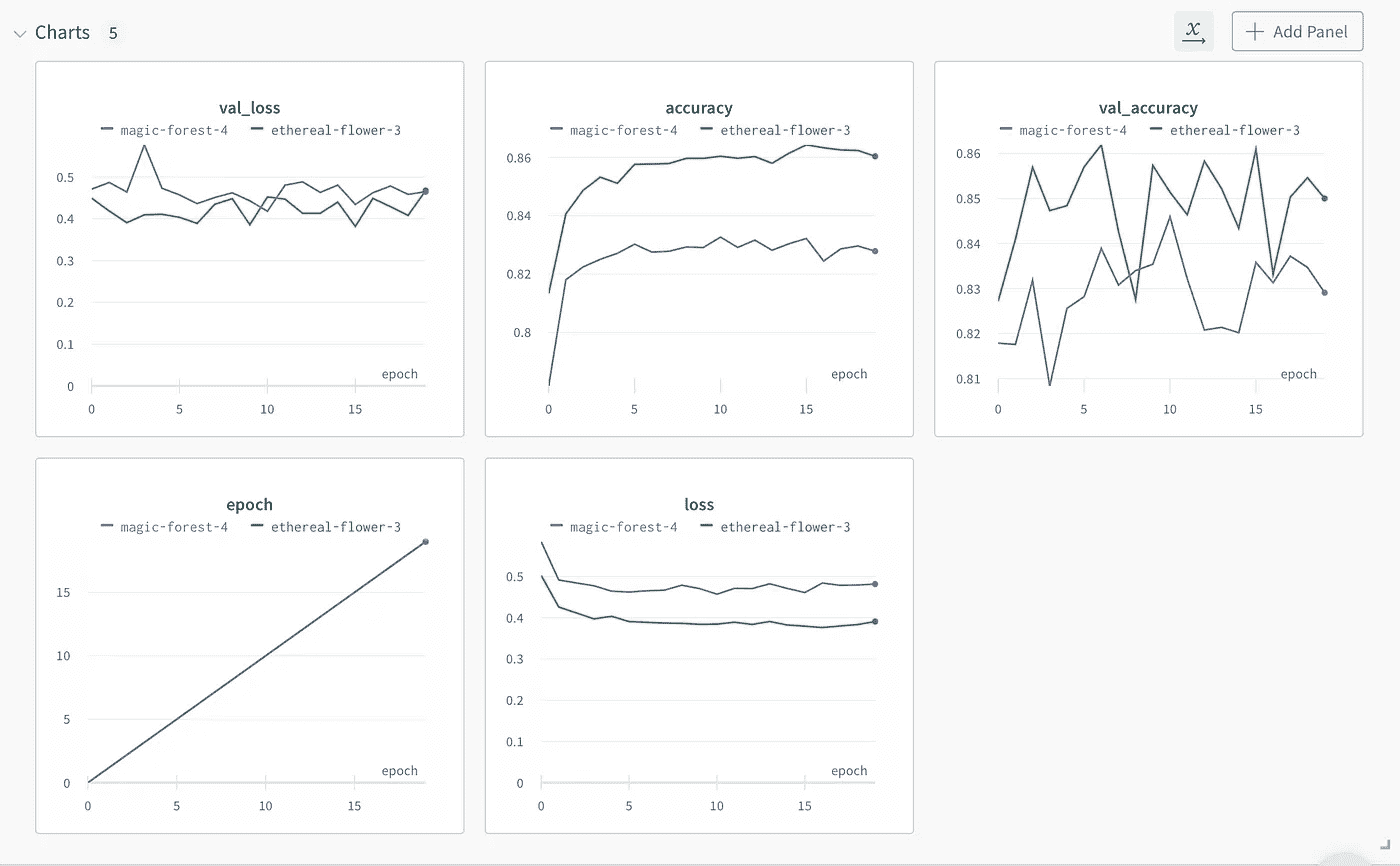 Charts 5
x
Add Panel
val_loss
magic-forest-4 ethereal-flower-3
0.5
0.4
0.3
0.2
0.1
0
epoch
0 5 10 15
accuracy
magic-forest-4 ethereal-flower-3
0.86
0.84
0.82
0.8
epoch
0 5 10 15
val_accuracy
magic-forest-4 ethereal-flower-3
0.86
0.85
0.84
0.83
0.82
0.81
epoch
0 5 10 15
epoch
magic-forest-4 ethereal-flower-3
15
10
5
0
epoch
0 5 10 15
loss
magic-forest-4 ethereal-flower-3
0.5
0.4
0.3
0.2
0.1
0
epoch
0 5 10 15